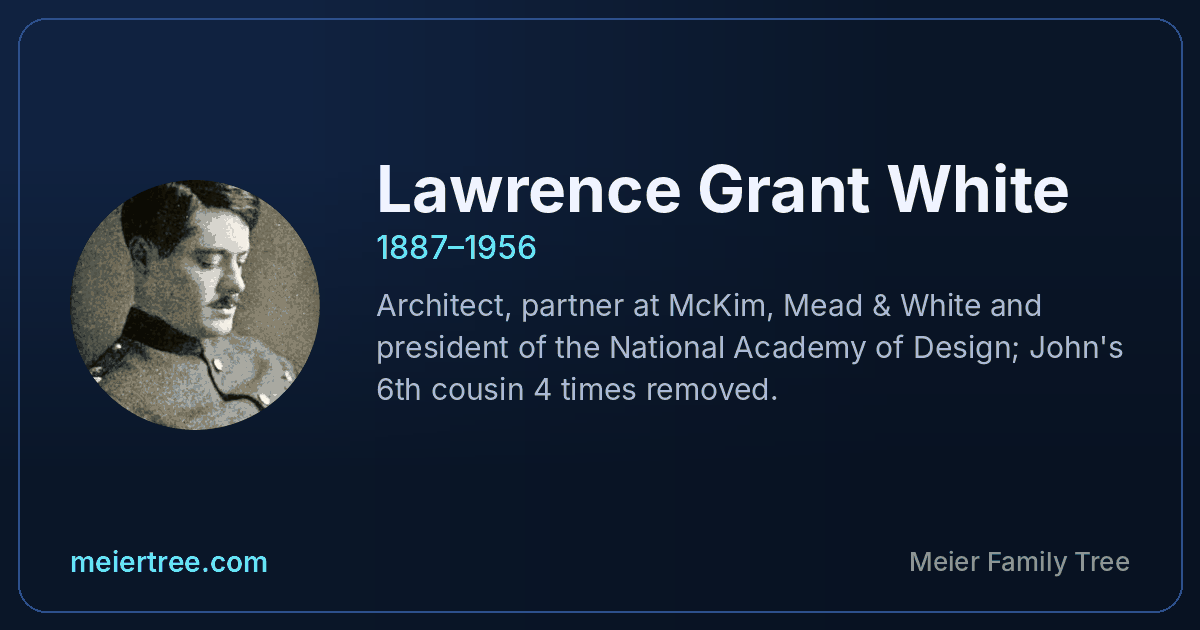 Lawrence Grant White
1887–1956
Architect, partner at McKim, Mead & White and
president of the National Academy of Design; John's
6th cousin 4 times removed.
meiertree.com
Meier Family Tree